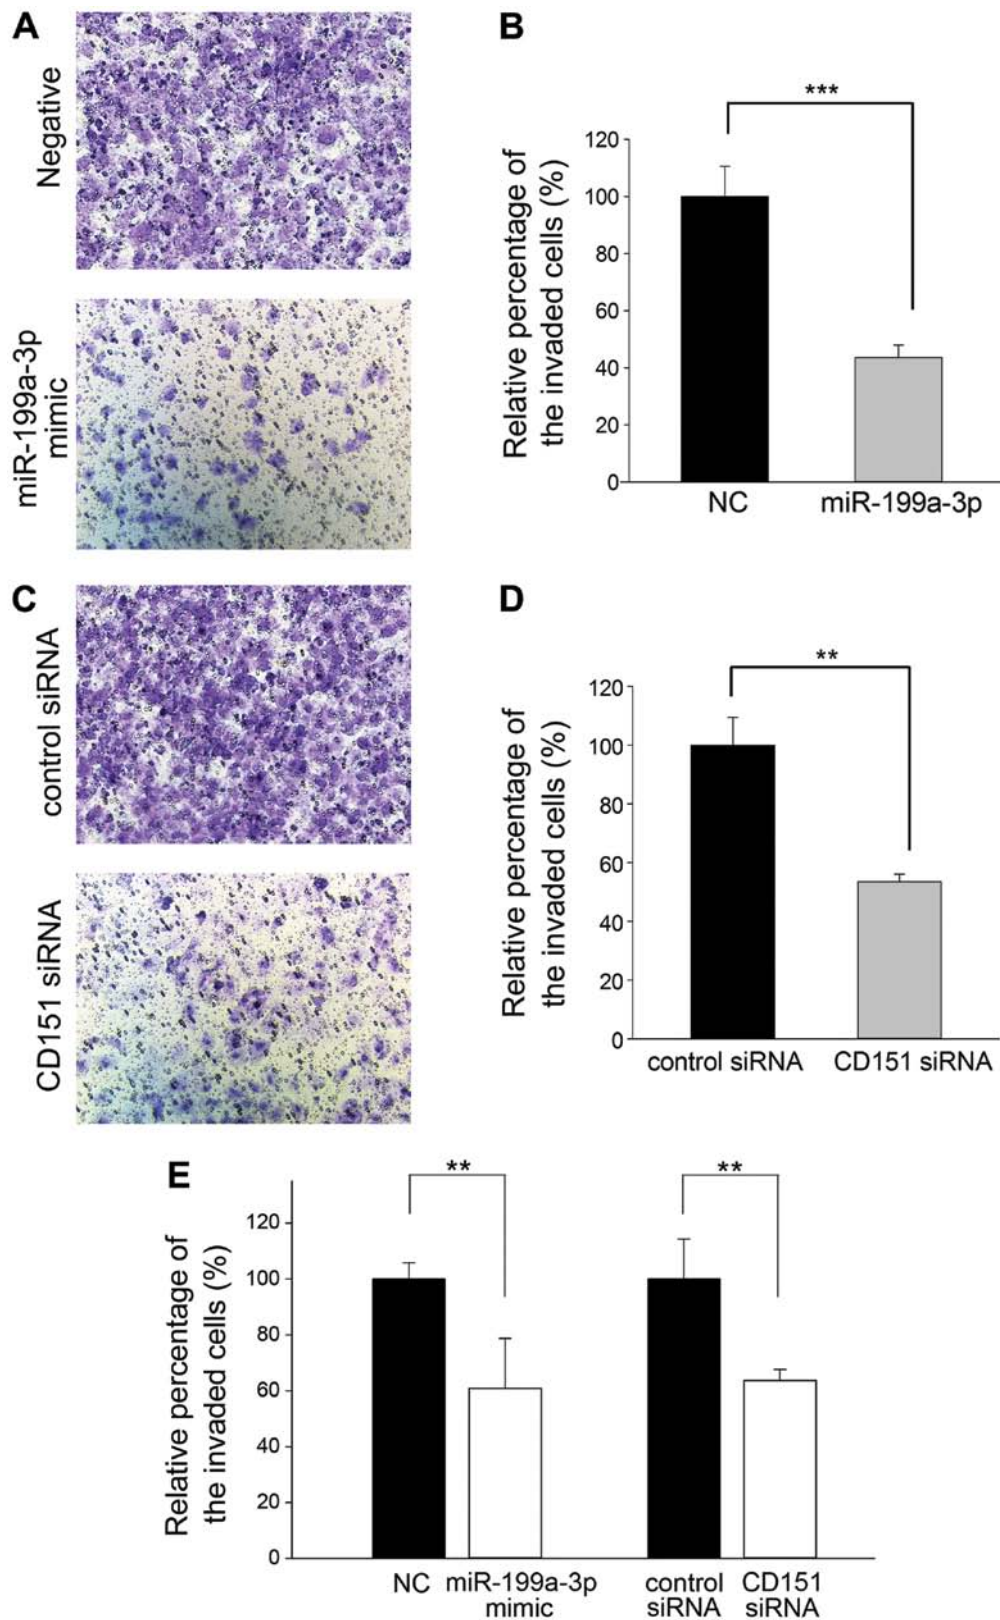 A
Negative
miR-199a-3p
mimic
B
***
Relative percentage of
the invaded cells (%)
120
100
80
60
40
20
0
NC
miR-199a-3p
C
control siRNA
CD151 siRNA
D
**
Relative percentage of
the invaded cells (%)
120
100
80
60
40
20
0
control siRNA
CD151 siRNA
E
**
**
Relative percentage of
the invaded cells (%)
120
100
80
60
40
20
0
NC
miR-199a-3p
mimic
control
siRNA
CD151
siRNA